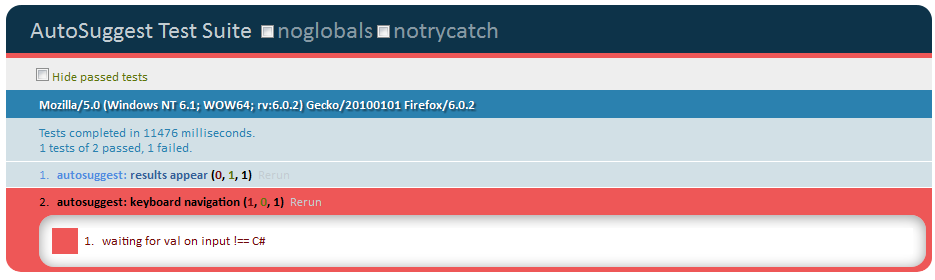 AutoSuggest Test Suite noglobals notrycatch
Hide passed tests
Mozilla/5.0 (Windows NT 6.1; WOW64; rv:6.0.2) Gecko/20100101 Firefox/6.0.2
Tests completed in 11476 milliseconds.
1 tests of 2 passed, 1 failed.
1. autosuggest: results appear (0, 1, 1) Rerun
2. autosuggest: keyboard navigation (1, 0, 1) Rerun
1. waiting for val on input !== C#